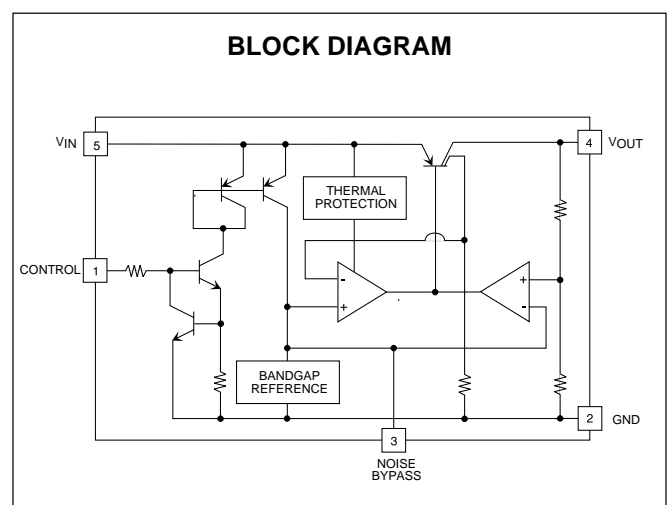 BLOCK DIAGRAM
VIN
5
4
VOUT
THERMAL
PROTECTION
CONTROL
1
-
+
+
-
BANDGAP
REFERENCE
2
GND
3
NOISE
BYPASS